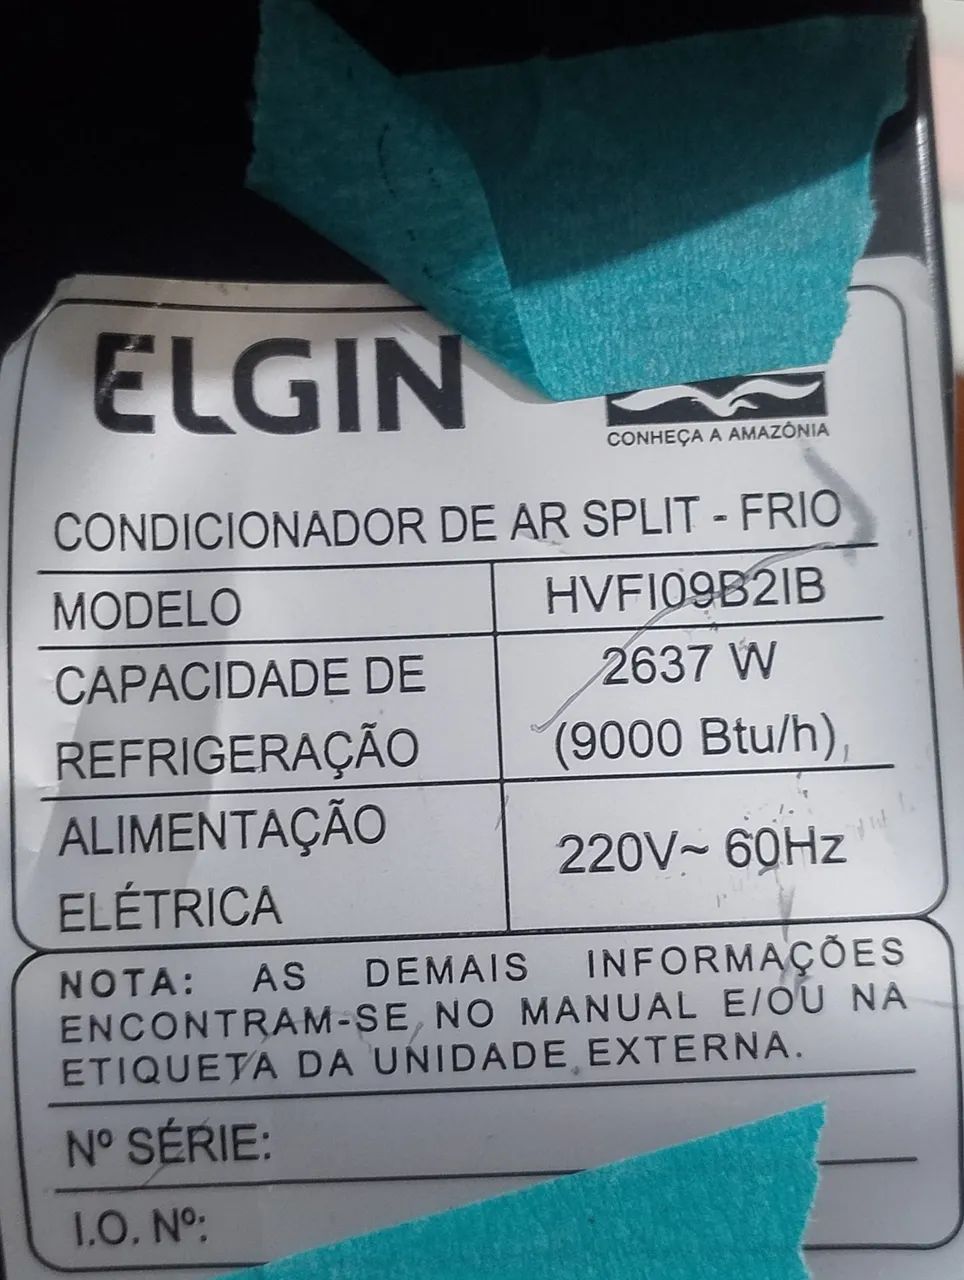 ELGIN
CONHEÇA A AMAZÔNIA
CONDICIONADOR DE AR SPLIT - FRIO
MODELO HVFI09B2IB
CAPACIDADE DE REFRIGERAÇÃO 2637 W (9000 Btu/h)
ALIMENTAÇÃO ELÉTRICA 220V~ 60Hz
NOTA: AS DEMAIS INFORMAÇÕES
ENCONTRAM-SE NO MANUAL E/OU NA
ETIQUETA DA UNIDADE EXTERNA.
Nº SÉRIE:
I.O. Nº: